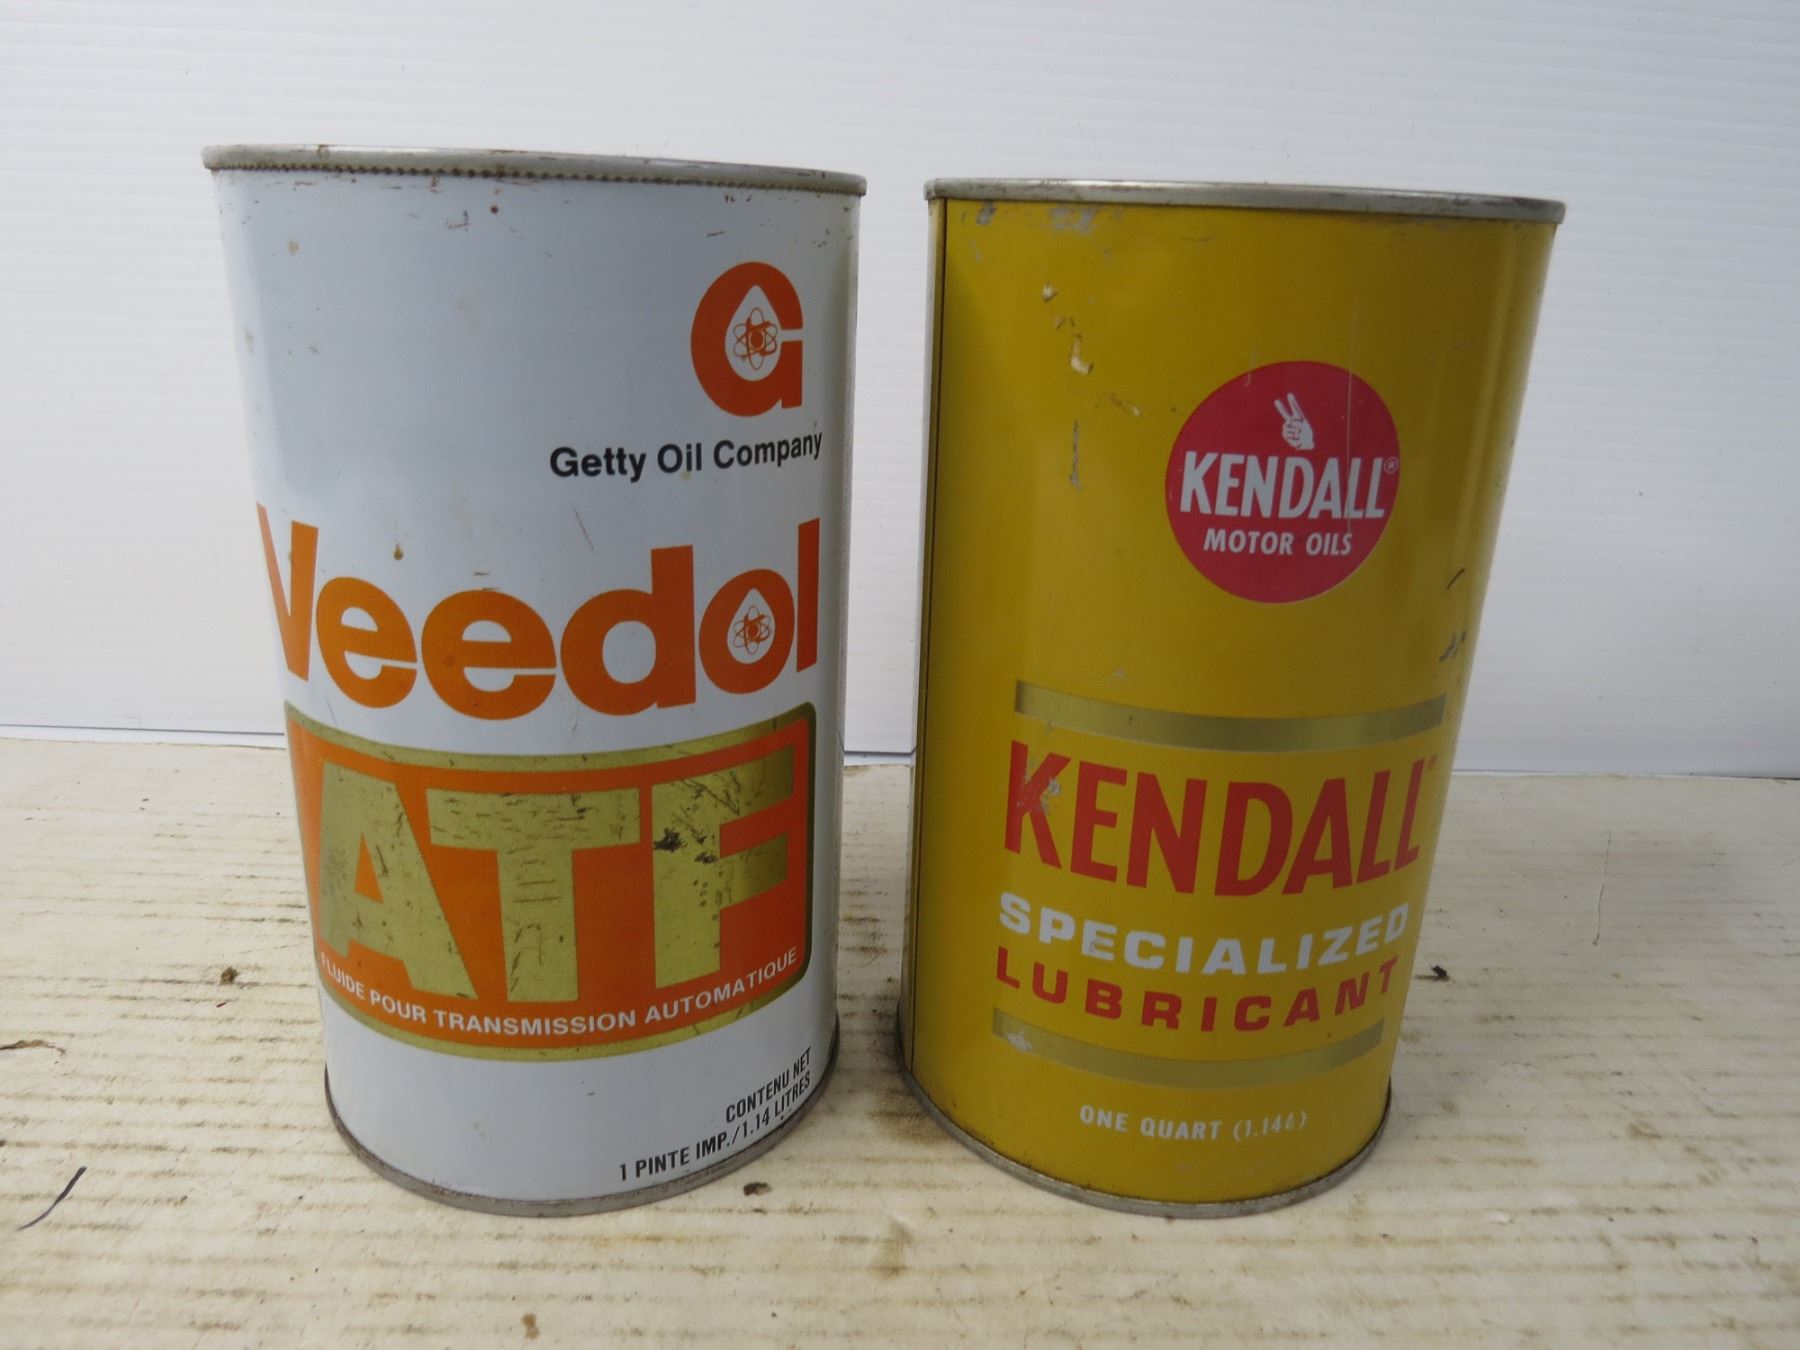 G
Getty Oil Company
Veedol
ATF
FLUIDE POUR TRANSMISSION AUTOMATIQUE
CONTENU NET
1 PINTE IMP./1.14 LITRES
KENDALL®
MOTOR OILS
KENDALL
SPECIALIZED
LUBRICANT
ONE QUART (1.14ℓ)